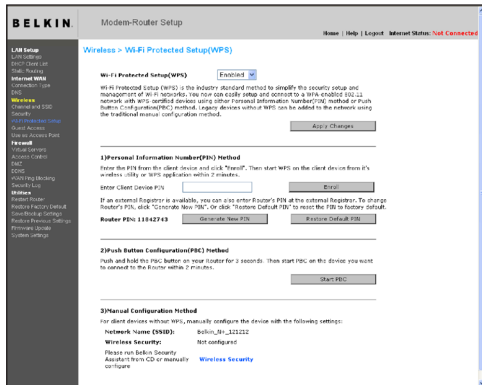 BELKIN.
Modem-Router Setup
Home | Help | Logout Internet Status: Not Connected
LAN Setup
LAN Settings
DHCP Client List
Static Routing
Internet WAN
Connection Type
DNS
Wireless
Channel and SSID
Security
Wi-Fi Protected Setup
Guest Access
Use as Access Point
Firewall
Virtual Servers
Access Control
DMZ
DDNS
WAN Ping Blocking
Security Log
Utilities
Restart Router
Restore Factory Default
Save/Backup Settings
Restore Previous Settings
Firmware Update
System Settings
Wireless > Wi-Fi Protected Setup(WPS)
Wi-Fi Protected Setup(WPS) Enabled
Wi-Fi Protected Setup (WPS) is the industry standard method to simplify the security setup and
management of Wi-Fi networks. You now can easily setup and connect to a WPA-enabled 802.11
network with WPS-certified devices using either Personal Information Number(PIN) method or Push
Button Configuration(PBC) method. Legacy devices without WPS can be added to the network using
the traditional manual configuration method.
Apply Changes
1)Personal Information Number(PIN) Method
Enter the PIN from the client device and click "Enroll". Then start WPS on the client device from it's
wireless utility or WPS application within 2 minutes.
Enter Client Device PIN Enroll
If an external Registrar is available, you can also enter Router's PIN at the external Registrar. To change
Router's PIN, click "Generate New PIN". Or click "Restore Default PIN" to reset the PIN to factory default.
Router PIN: 11842743 Generate New PIN Restore Default PIN
2)Push Button Configuration(PBC) Method
Push and hold the PBC button on your Router for 3 seconds. Then start PBC on the device you want
to connect to the Router within 2 minutes.
Start PBC
3)Manual Configuration Method
For client devices without WPS, manually configure the device with the following settings:
Network Name (SSID): Belkin_N+_121212
Wireless Security: Not configured
Please run Belkin Security
Assistant from CD or manually
configure
Wireless Security